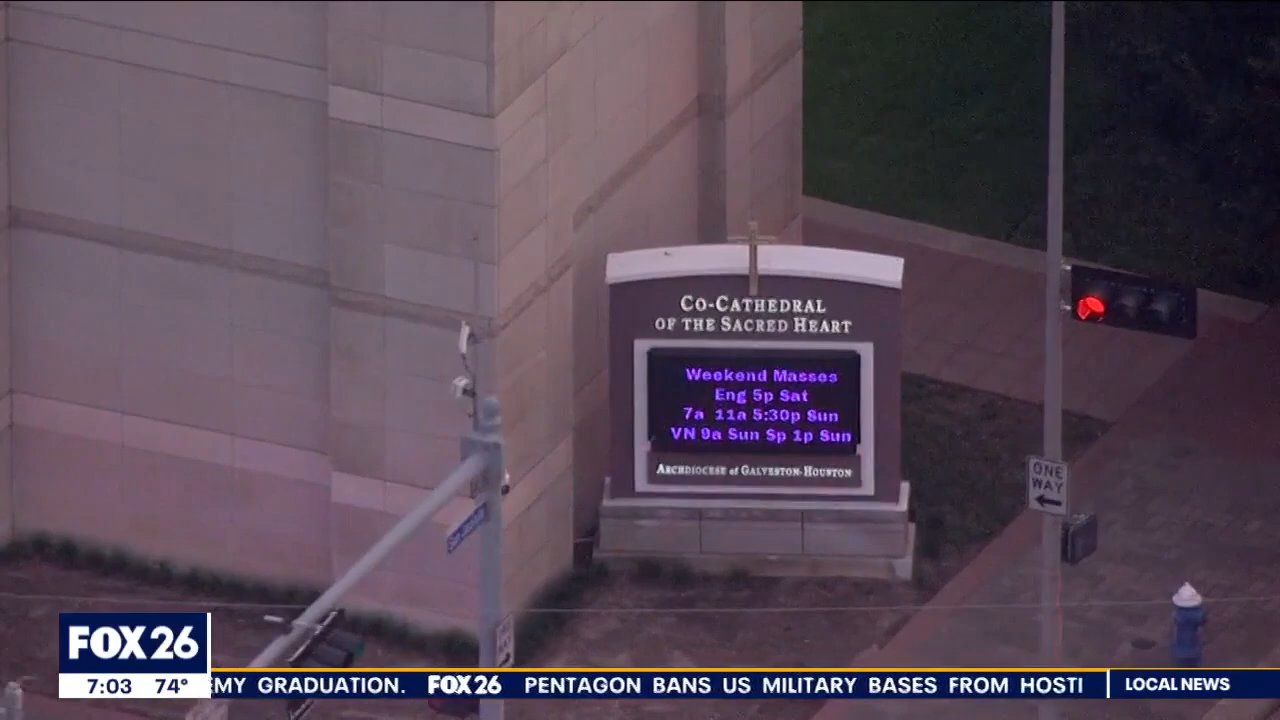 CO-CATHEDRAL
OF THE SACRED HEART
Weekend Masses
Eng 5p Sat
7a 11a 5:30p Sun
VN 9a Sun Sp 1p Sun
ARCHDIOCESE of GALVESTON-HOUSTON
ONE
WAY
FOX 26
7:03 74°
EMY GRADUATION. FOX 26 PENTAGON BANS US MILITARY BASES FROM HOSTI
LOCAL NEWS